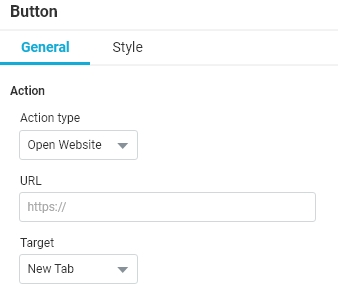 Button
General Style
Action
Action type
Open Website
URL
https://
Target
New Tab